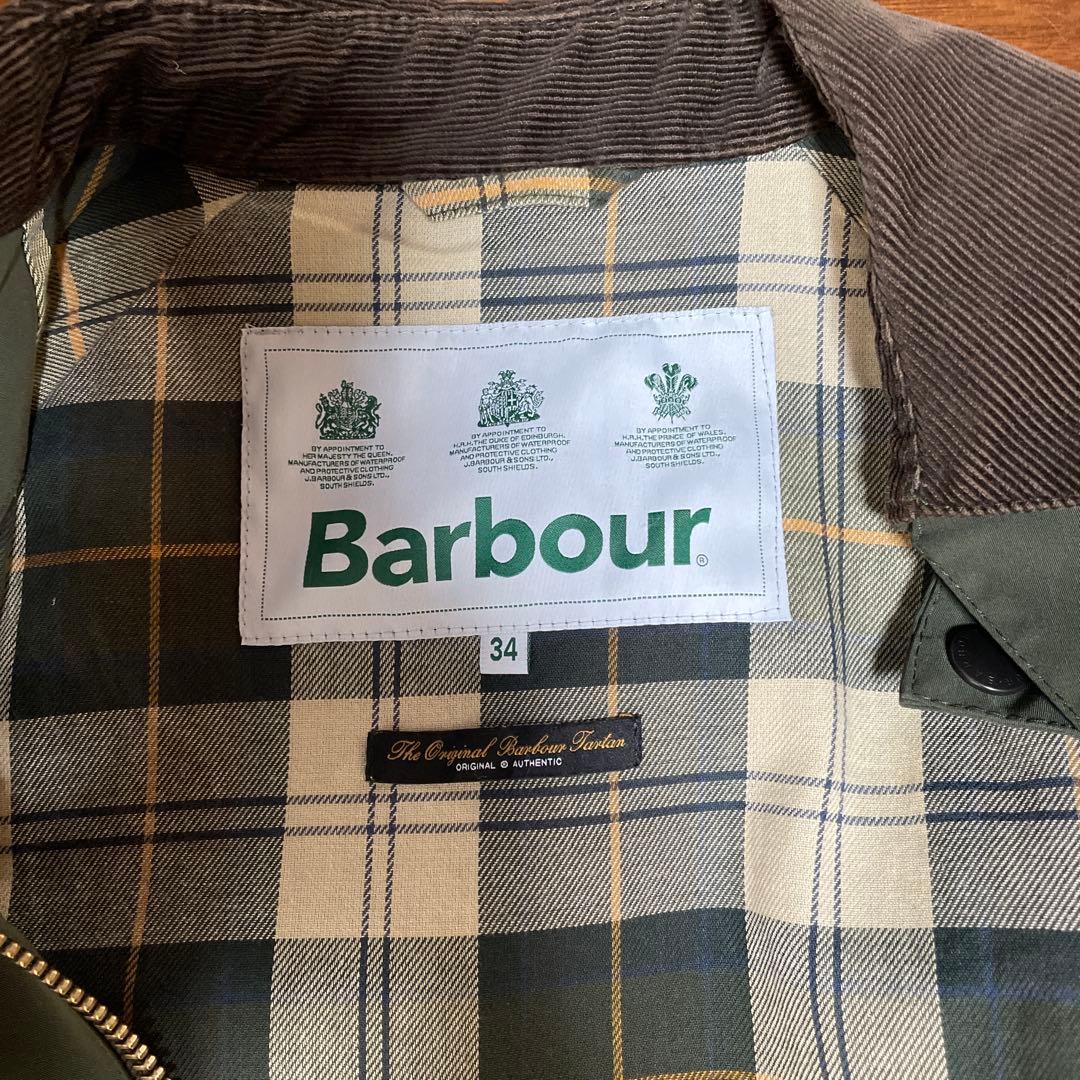 BY APPOINTMENT TO
HER MAJESTY THE QUEEN.
MANUFACTURERS OF WATERPROOF
AND PROTECTIVE CLOTHING
J.BARBOUR & SONS LTD.,
SOUTH SHIELDS.
BY APPOINTMENT TO
H.R.H. THE DUKE OF EDINBURGH.
MANUFACTURERS OF WATERPROOF
AND PROTECTIVE CLOTHING
J.BARBOUR & SONS LTD.,
SOUTH SHIELDS.
BY APPOINTMENT TO
H.R.H. THE PRINCE OF WALES.
MANUFACTURERS OF WATERPROOF
AND PROTECTIVE CLOTHING
J.BARBOUR & SONS LTD.,
SOUTH SHIELDS.
Barbour®
34
The Original Barbour Tartan
ORIGINAL @ AUTHENTIC